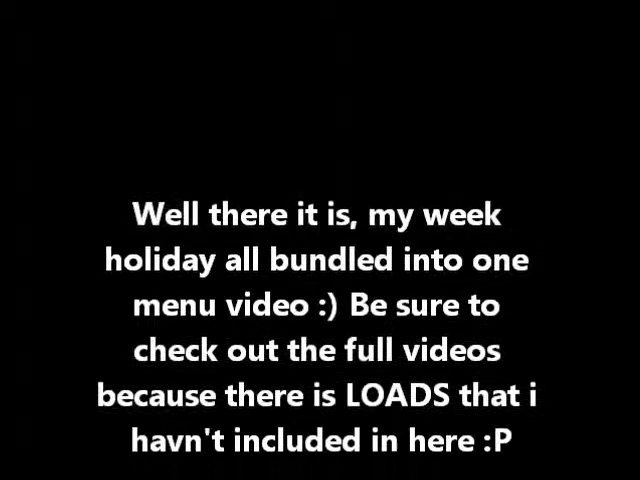 Well there it is, my week
holiday all bundled into one
menu video :) Be sure to
check out the full videos
because there is LOADS that i
havn't included in here :P